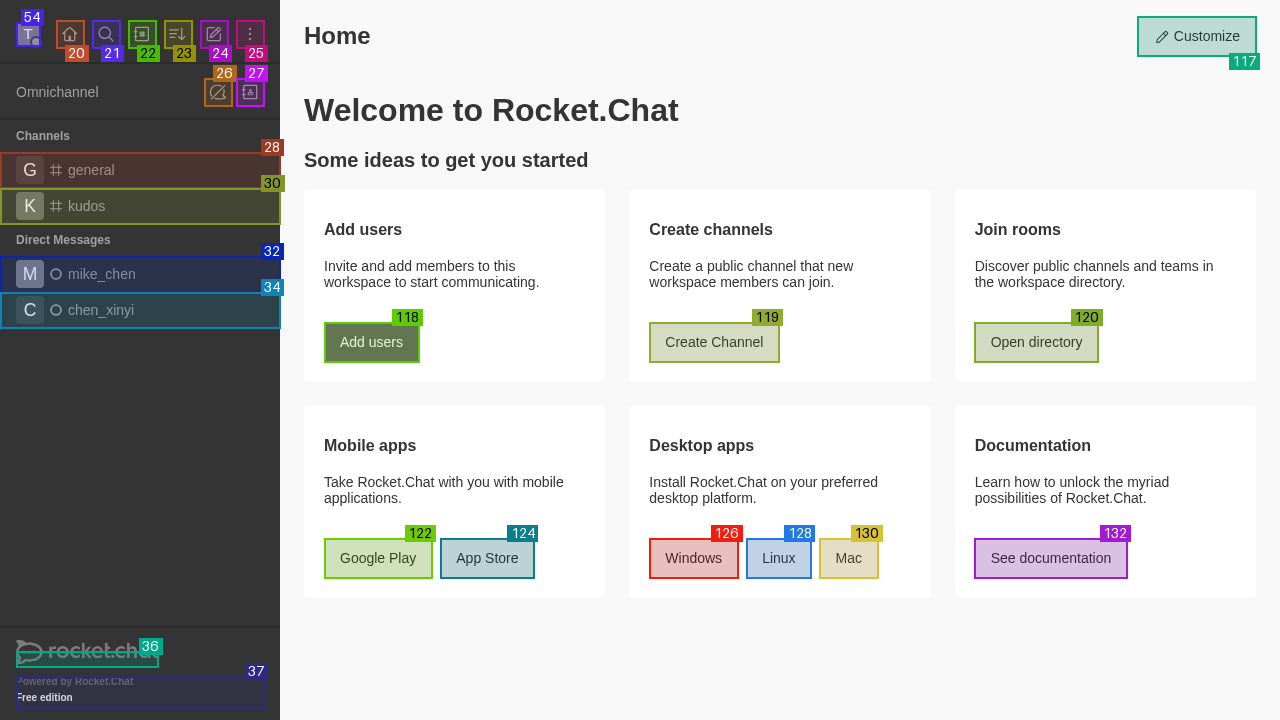 54
T
20
21
22
23
24
25
Omnichannel
26
27
Channels
28
G general
30
K kudos
Direct Messages
32
M mike_chen
34
C chen_xinyi
36
rocket.chat
37
Powered by Rocket.Chat
Free edition
Home
Customize
117
Welcome to Rocket.Chat
Some ideas to get you started
Add users
Invite and add members to this
workspace to start communicating.
118
Add users
Create channels
Create a public channel that new
workspace members can join.
119
Create Channel
Join rooms
Discover public channels and teams in
the workspace directory.
120
Open directory
Mobile apps
Take Rocket.Chat with you with mobile
applications.
122
124
Google Play
App Store
Desktop apps
Install Rocket.Chat on your preferred
desktop platform.
126
128
130
Windows
Linux
Mac
Documentation
Learn how to unlock the myriad
possibilities of Rocket.Chat.
132
See documentation